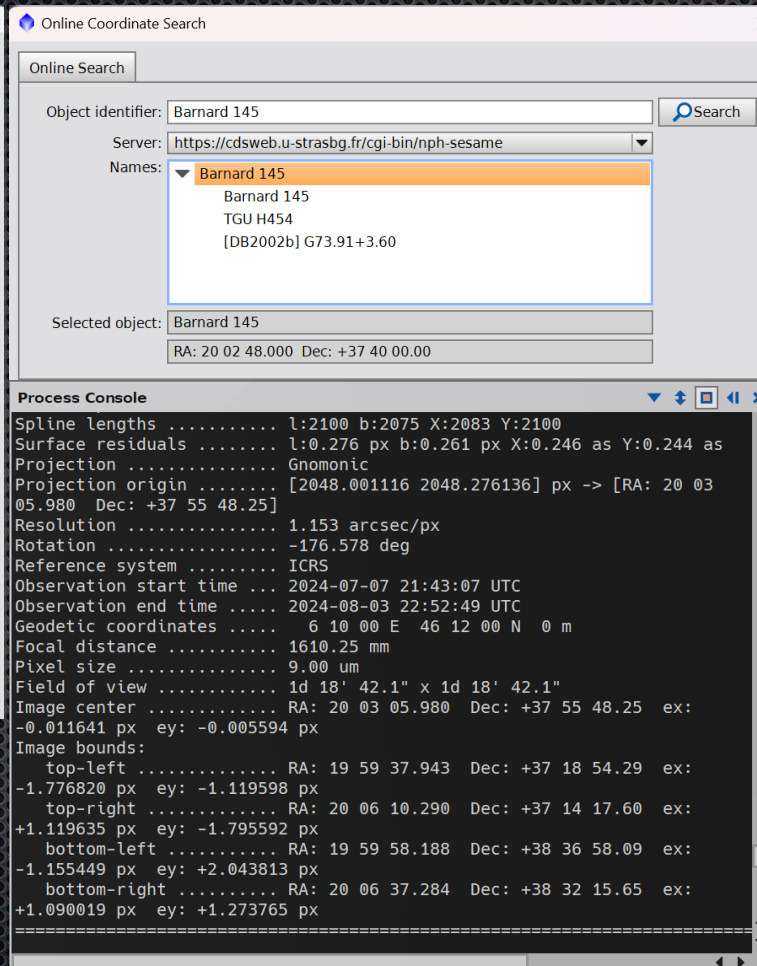 Online Coordinate Search
Online Search
Object identifier: Barnard 145 Search
Server: https://cdsweb.u-strasbg.fr/cgi-bin/nph-sesame
Names: Barnard 145
Barnard 145
TGU H454
[DB2002b] G73.91+3.60
Selected object: Barnard 145
RA: 20 02 48.000 Dec: +37 40 00.00
Process Console
Spline lengths ........... l:2100 b:2075 X:2083 Y:2100
Surface residuals ........ l:0.276 px b:0.261 px X:0.246 as Y:0.244 as
Projection ............... Gnomonic
Projection origin ........ [2048.001116 2048.276136] px -> [RA: 20 03
05.980 Dec: +37 55 48.25]
Resolution ............... 1.153 arcsec/px
Rotation ................. -176.578 deg
Reference system ......... ICRS
Observation start time ... 2024-07-07 21:43:07 UTC
Observation end time ..... 2024-08-03 22:52:49 UTC
Geodetic coordinates ..... 6 10 00 E 46 12 00 N 0 m
Focal distance ........... 1610.25 mm
Pixel size ............... 9.00 um
Field of view ............ 1d 18' 42.1" x 1d 18' 42.1"
Image center ............. RA: 20 03 05.980 Dec: +37 55 48.25 ex:
-0.011641 px ey: -0.005594 px
Image bounds:
top-left .............. RA: 19 59 37.943 Dec: +37 18 54.29 ex:
-1.776820 px ey: -1.119598 px
top-right ............. RA: 20 06 10.290 Dec: +37 14 17.60 ex:
+1.119635 px ey: -1.795592 px
bottom-left ........... RA: 19 59 58.188 Dec: +38 36 58.09 ex:
-1.155449 px ey: +2.043813 px
bottom-right .......... RA: 20 06 37.284 Dec: +38 32 15.65 ex:
+1.090019 px ey: +1.273765 px
================================================================================